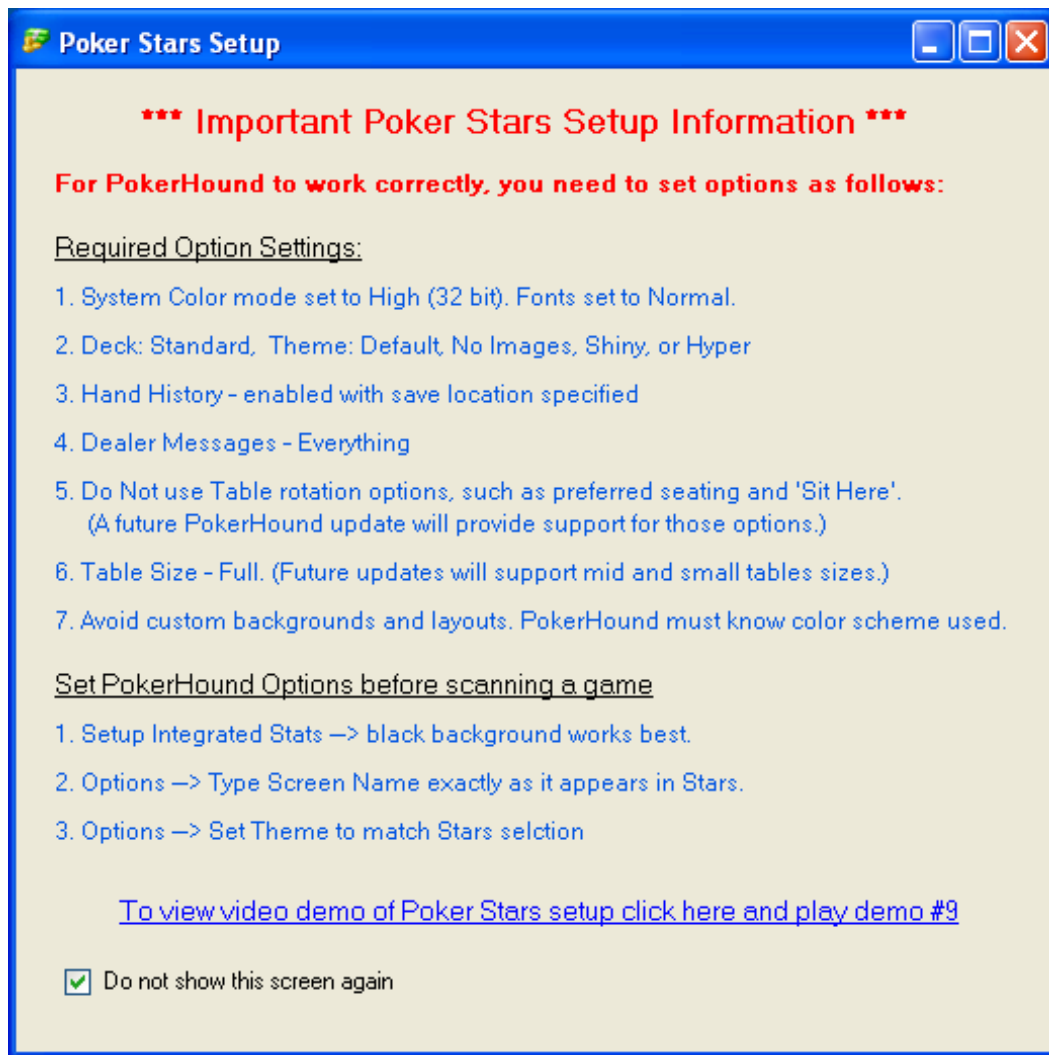 Poker Stars Setup
*** Important Poker Stars Setup Information ***
For PokerHound to work correctly, you need to set options as follows:
Required Option Settings:
1. System Color mode set to High (32 bit). Fonts set to Normal.
2. Deck: Standard,  Theme: Default, No Images, Shiny, or Hyper
3. Hand History - enabled with save location specified
4. Dealer Messages - Everything
5. Do Not use Table rotation options, such as preferred seating and 'Sit Here'.
(A future PokerHound update will provide support for those options.)
6. Table Size - Full. (Future updates will support mid and small tables sizes.)
7. Avoid custom backgrounds and layouts. PokerHound must know color scheme used.
Set PokerHound Options before scanning a game
1. Setup Integrated Stats —> black background works best.
2. Options —> Type Screen Name exactly as it appears in Stars.
3. Options —> Set Theme to match Stars selction
To view video demo of Poker Stars setup click here and play demo #9
Do not show this screen again